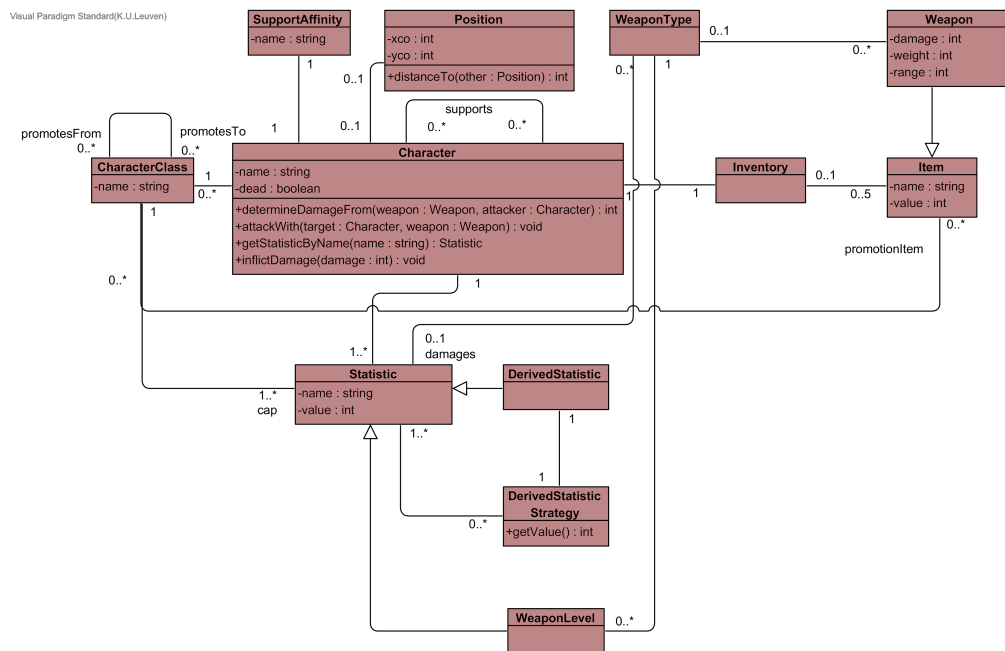 Visual Paradigm Standard(K.U.Leuven)
SupportAffinity
-name : string
1
1
Position
-xco : int
-yco : int
+distanceTo(other : Position) : int
0..1
0..1
WeaponType
0..*
1
0..1
0..*
Weapon
-damage : int
-weight : int
-range : int
supports
0..*
0..*
promotesFrom
0..*
promotesTo
0..*
CharacterClass
-name : string
1
0..*
1
Character
-name : string
-dead : boolean
+determineDamageFrom(weapon : Weapon, attacker : Character) : int
+attackWith(target : Character, weapon : Weapon) : void
+getStatisticByName(name : string) : Statistic
+inflictDamage(damage : int) : void
1
1
Inventory
0..1
0..5
Item
-name : string
-value : int
0..*
promotionItem
0..*
1
1..*
0..1
damages
1..*
cap
Statistic
-name : string
-value : int
1..*
DerivedStatistic
1
1
0..*
DerivedStatistic
Strategy
+getValue() : int
WeaponLevel
0..*